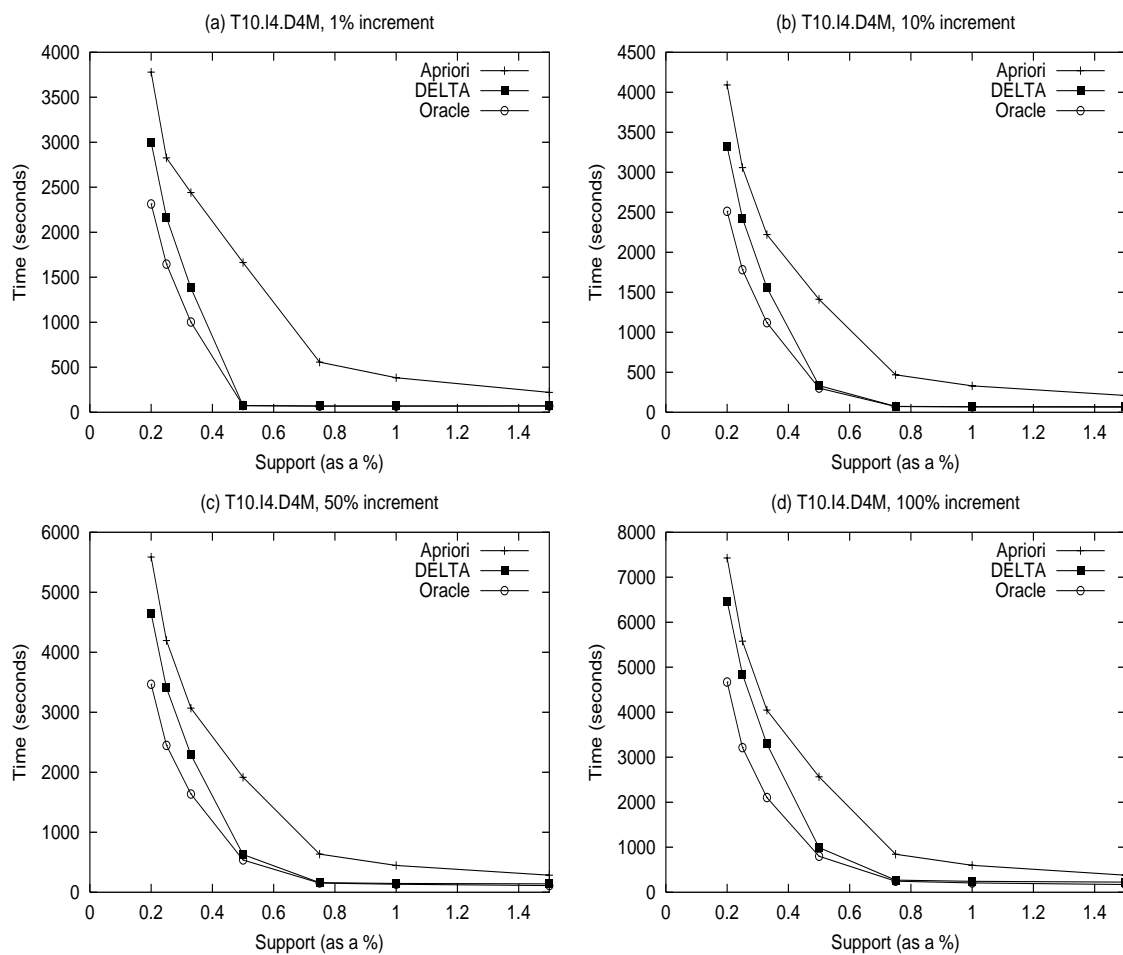 (a) T10.I4.D4M, 1% increment
4000
3500
3000
2500
2000
1500
1000
500
0
Time (seconds)
Apriori
DELTA
Oracle
0 0.2 0.4 0.6 0.8 1 1.2 1.4
Support (as a %)
(b) T10.I4.D4M, 10% increment
4500
4000
3500
3000
2500
2000
1500
1000
500
0
Time (seconds)
Apriori
DELTA
Oracle
0 0.2 0.4 0.6 0.8 1 1.2 1.4
Support (as a %)
(c) T10.I4.D4M, 50% increment
6000
5000
4000
3000
2000
1000
0
Time (seconds)
Apriori
DELTA
Oracle
0 0.2 0.4 0.6 0.8 1 1.2 1.4
Support (as a %)
(d) T10.I4.D4M, 100% increment
8000
7000
6000
5000
4000
3000
2000
1000
0
Time (seconds)
Apriori
DELTA
Oracle
0 0.2 0.4 0.6 0.8 1 1.2 1.4
Support (as a %)